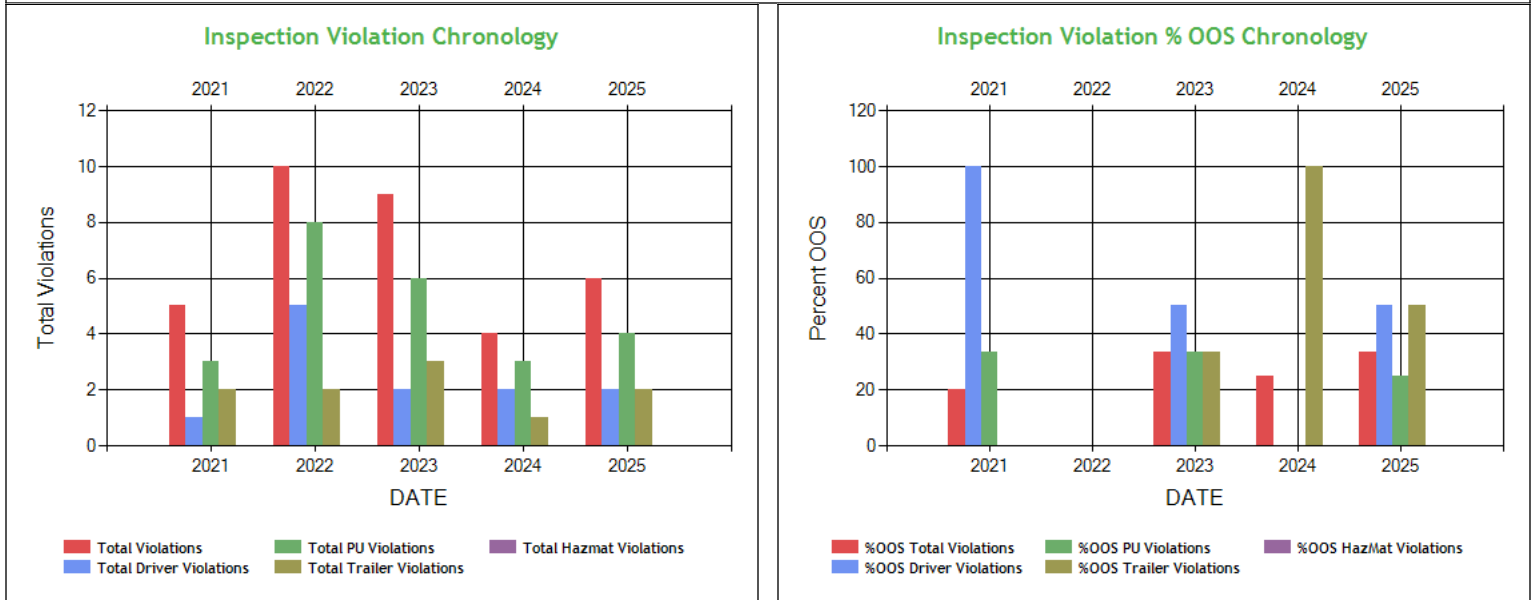 Inspection Violation Chronology
2021 2022 2023 2024 2025
12
10
8
6
4
2
0
Total Violations
2021 2022 2023 2024 2025
DATE
Total Violations Total PU Violations Total Hazmat Violations
Total Driver Violations Total Trailer Violations
Inspection Violation % OOS Chronology
2021 2022 2023 2024 2025
120
100
80
60
40
20
0
Percent OOS
2021 2022 2023 2024 2025
DATE
%OOS Total Violations %OOS PU Violations %OOS HazMat Violations
%OOS Driver Violations %OOS Trailer Violations